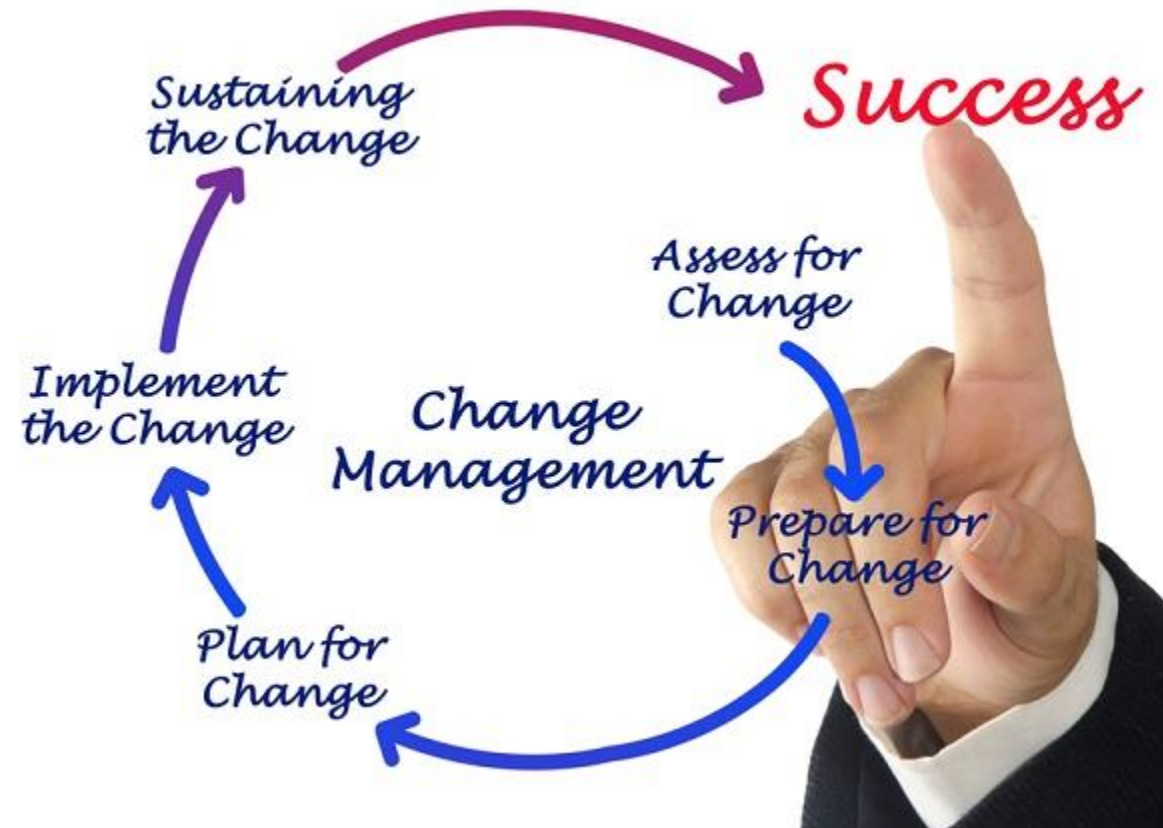 Success
Assess for
Change
Prepare for
Change
Plan for
Change
Implement
the Change
Sustaining
the Change
Change
Management